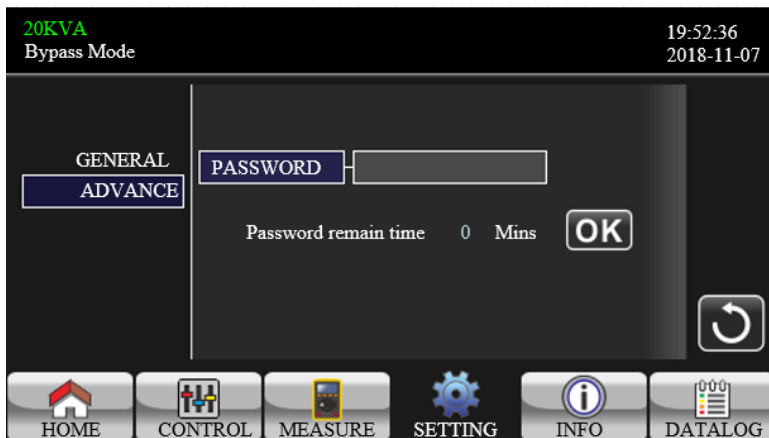 20KVA
Bypass Mode
19:52:36
2018-11-07
GENERAL
ADVANCE
PASSWORD
Password remain time 0 Mins
OK
HOME
CONTROL
MEASURE
SETTING
INFO
DATALOG